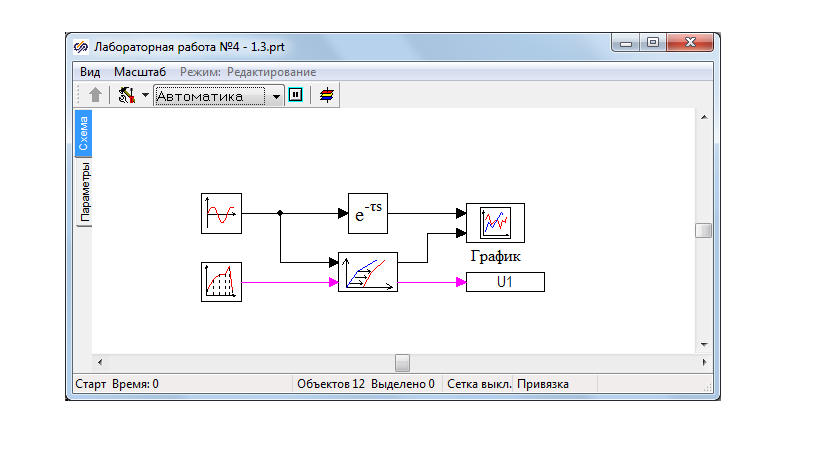 Лабораторная работа №4 - 1.3.prt
Вид Масштаб Режим: Редактирование
Автоматика
Схема
Параметры
e-τs
График
U1
Старт Время: 0 Объектов 12 Выделено 0 Сетка выкл. Привязка